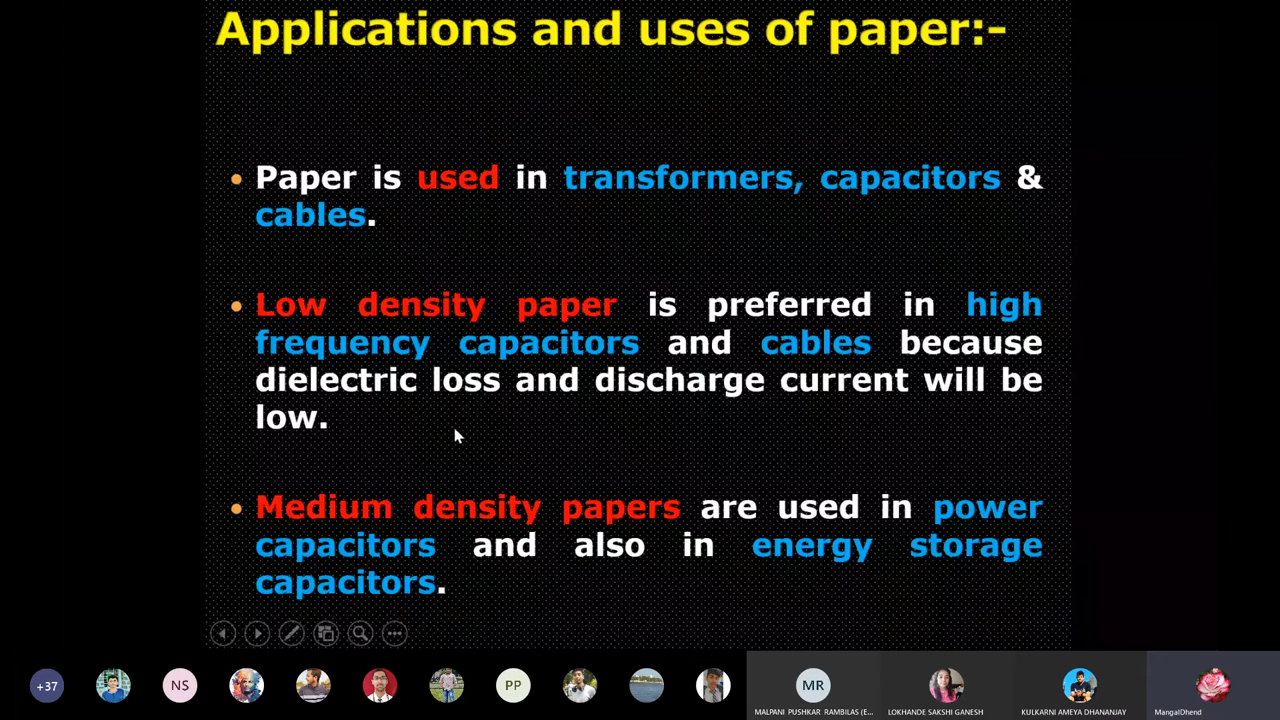 Applications and uses of paper:-
• Paper is used in transformers, capacitors &
cables.
• Low density paper is preferred in high
frequency capacitors and cables because
dielectric loss and discharge current will be
low.
• Medium density papers are used in power
capacitors and also in energy storage
capacitors.
+37
NS
PP
MR
MALPANI PUSHKAR RAMBILAS (E...
LOKHANDE SAKSHI GANESH
KULKARNI AMEYA DHANANJAY
MangalDhend